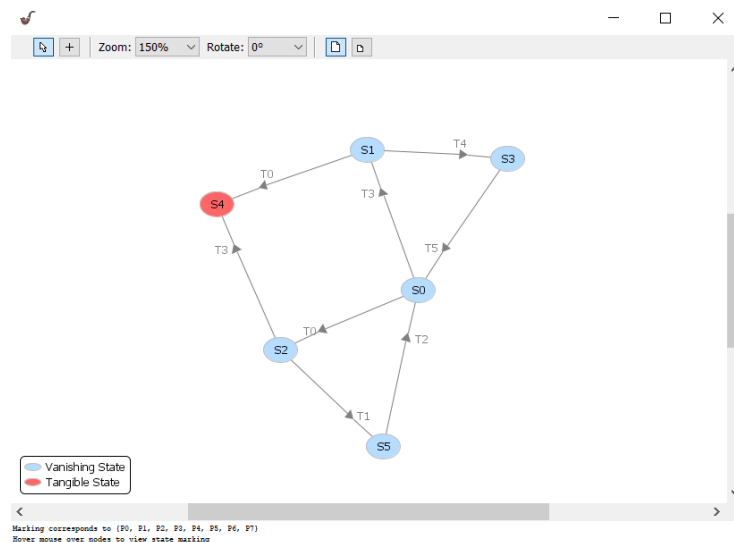 Zoom: 150% Rotate: 0°
S1
T4
S3
T0
T3
S4
T3
T5
S0
T0
T2
S2
T1
S5
Vanishing State
Tangible State
Marking corresponds to {P0, P1, P2, P3, P4, P5, P6, P7}
Hover mouse over nodes to view state marking